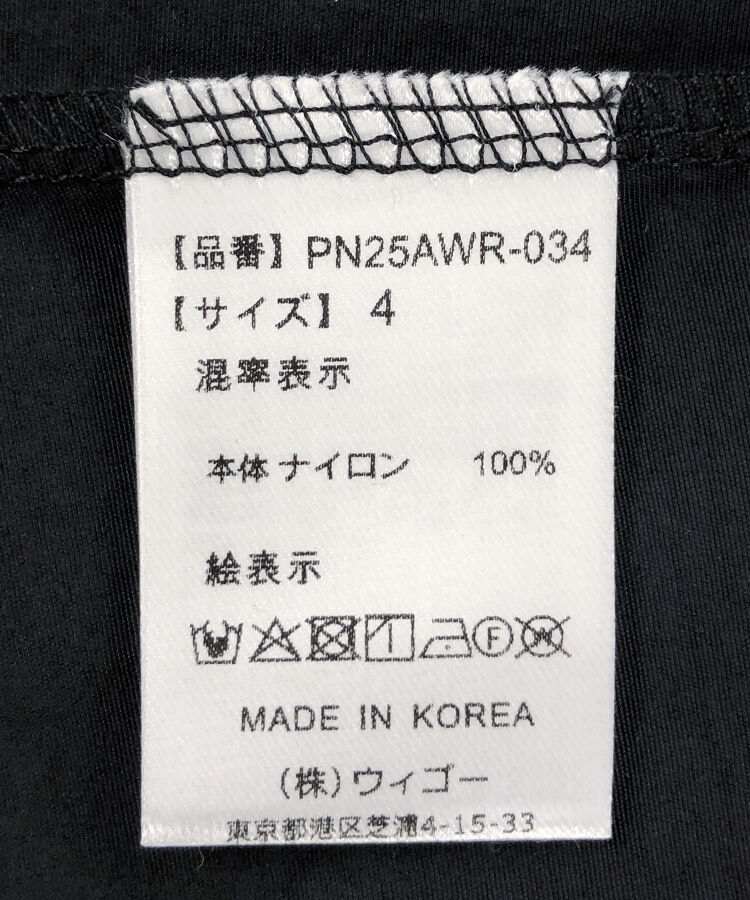 【品番】PN25AWR-034
【サイズ】4
混率表示
本体 ナイロン 100%
絵表示
MADE IN KOREA
(株)ウィゴー
東京都港区芝浦4-15-33